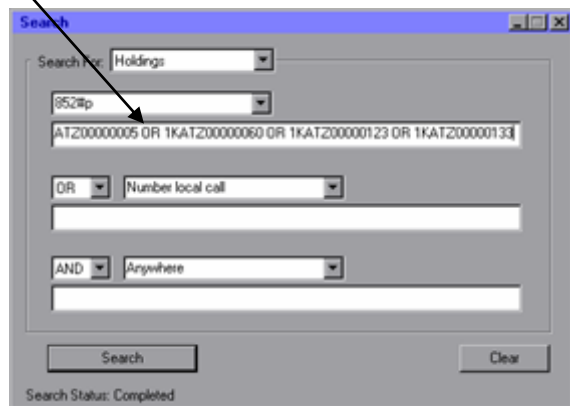 Search
Search For: Holdings
852#p
ATZ00000005 OR 1KATZ00000060 OR 1KATZ00000123 OR 1KATZ00000133
OR Number local call
AND Anywhere
Search Clear
Search Status: Completed